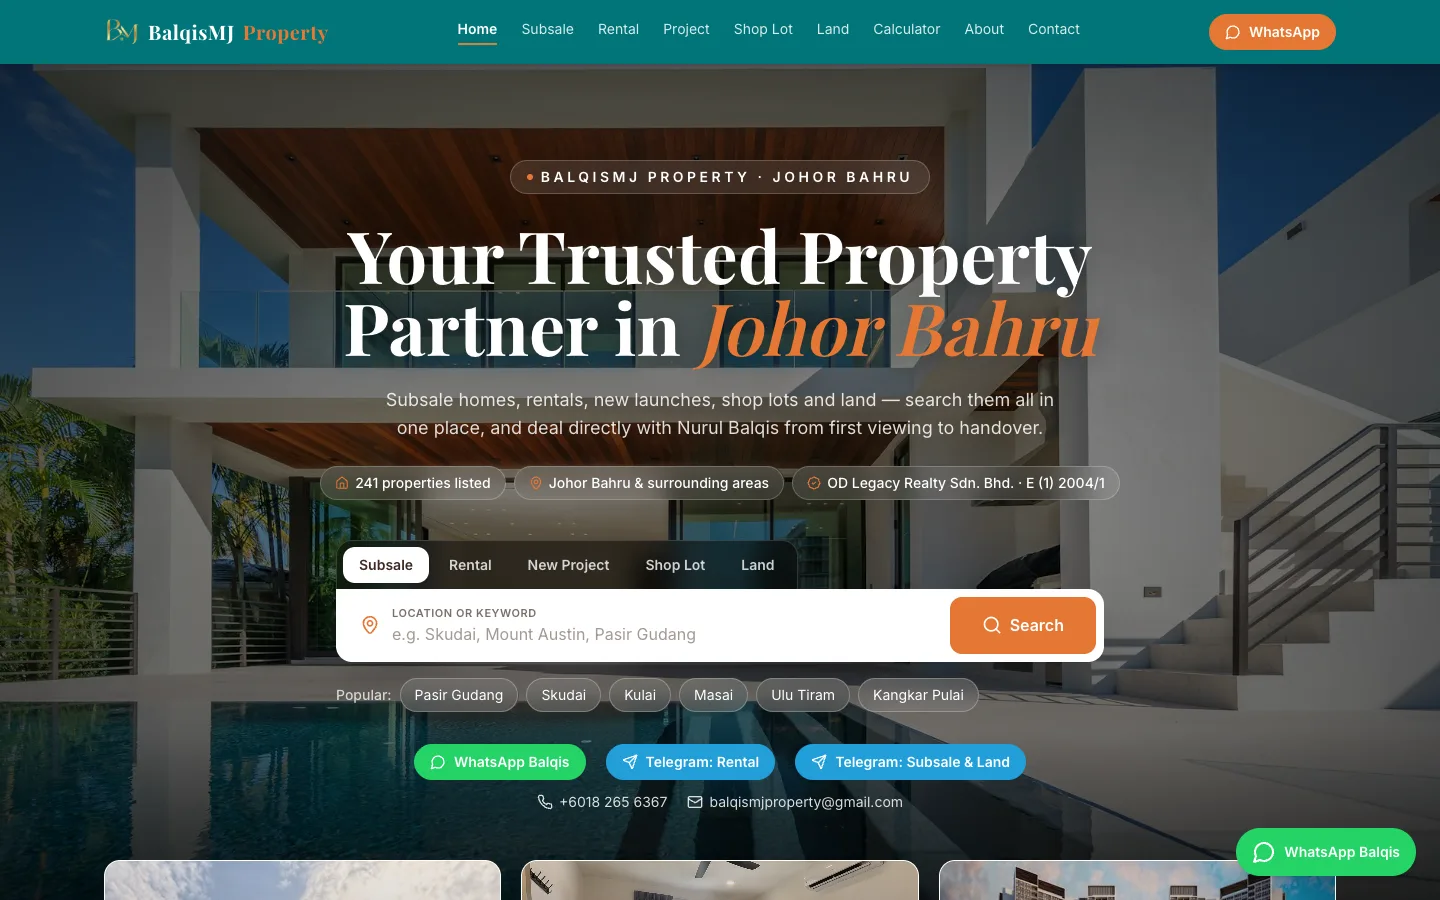 BM BalqisMJ Property
Home Subsale Rental Project Shop Lot Land Calculator About Contact
WhatsApp
BALQISMJ PROPERTY · JOHOR BAHRU
Your Trusted Property
Partner in Johor Bahru
Subsale homes, rentals, new launches, shop lots and land — search them all in
one place, and deal directly with Nurul Balqis from first viewing to handover.
241 properties listed
Johor Bahru & surrounding areas
OD Legacy Realty Sdn. Bhd. · E (1) 2004/1
Subsale Rental New Project Shop Lot Land
LOCATION OR KEYWORD
e.g. Skudai, Mount Austin, Pasir Gudang
Search
Popular: Pasir Gudang Skudai Kulai Masai Ulu Tiram Kangkar Pulai
WhatsApp Balqis
Telegram: Rental
Telegram: Subsale & Land
+6018 265 6367
balqismjproperty@gmail.com
WhatsApp Balqis